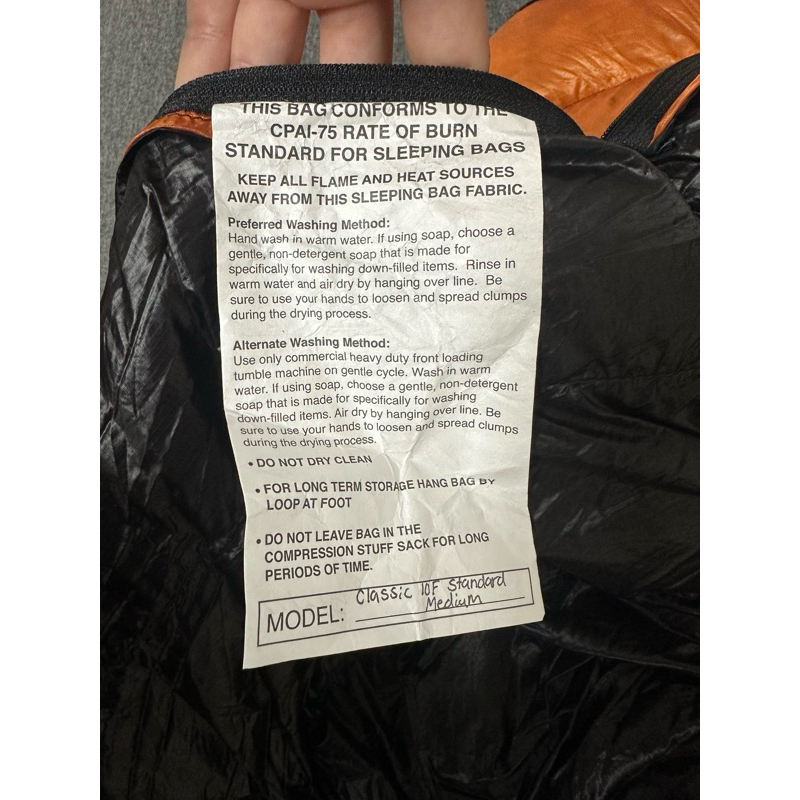 THIS BAG CONFORMS TO THE
CPAI-75 RATE OF BURN
STANDARD FOR SLEEPING BAGS
KEEP ALL FLAME AND HEAT SOURCES
AWAY FROM THIS SLEEPING BAG FABRIC.
Preferred Washing Method:
Hand wash in warm water. If using soap, choose a
gentle, non-detergent soap that is made for
specifically for washing down-filled items. Rinse in
warm water and air dry by hanging over line. Be
sure to use your hands to loosen and spread clumps
during the drying process.
Alternate Washing Method:
Use only commercial heavy duty front loading
tumble machine on gentle cycle. Wash in warm
water. If using soap, choose a gentle, non-detergent
soap that is made for specifically for washing
down-filled items. Air dry by hanging over line. Be
sure to use your hands to loosen and spread clumps
during the drying process.
• DO NOT DRY CLEAN
• FOR LONG TERM STORAGE HANG BAG BY
LOOP AT FOOT
• DO NOT LEAVE BAG IN THE
COMPRESSION STUFF SACK FOR LONG
PERIODS OF TIME.
MODEL: Classic 10F Standard
Medium